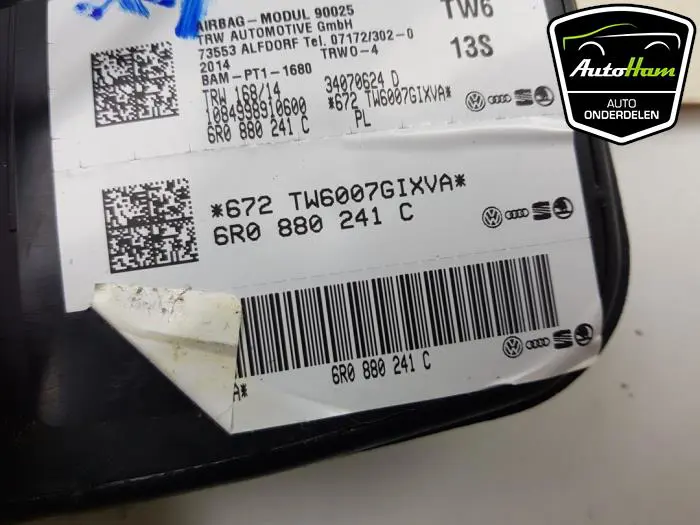 AIRBAG-MODUL 90025
TRW AUTOMOTIVE GmbH
73553 ALFDORF Tel. 07172/302-0
2014 TRWO-4
BAM-PT1-1680
TRW 168/14 34070624 D
1084998910600 *672 TW6007GIXVA*
6R0 880 241 C PL
TW6
13S
*672 TW6007GIXVA*
6R0 880 241 C
A*
6R0 880 241 C
AutoHam
AUTO
ONDERDELEN